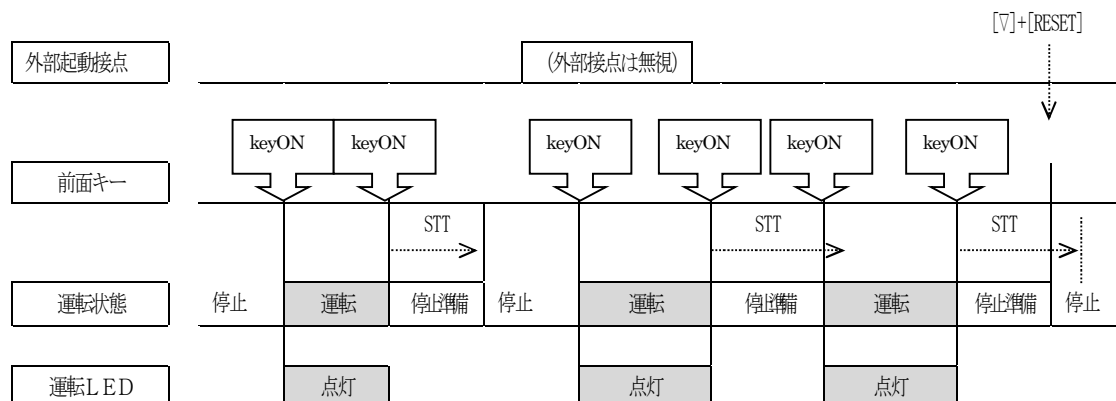 [▽]+[RESET]
外部起動接点
(外部接点は無視)
keyON keyON keyON keyON keyON keyON
前面キー
STT STT STT
運転状態 停止 運転 停止準備 停止 運転 停止準備 運転 停止準備 停止
運転LED 点灯 点灯 点灯